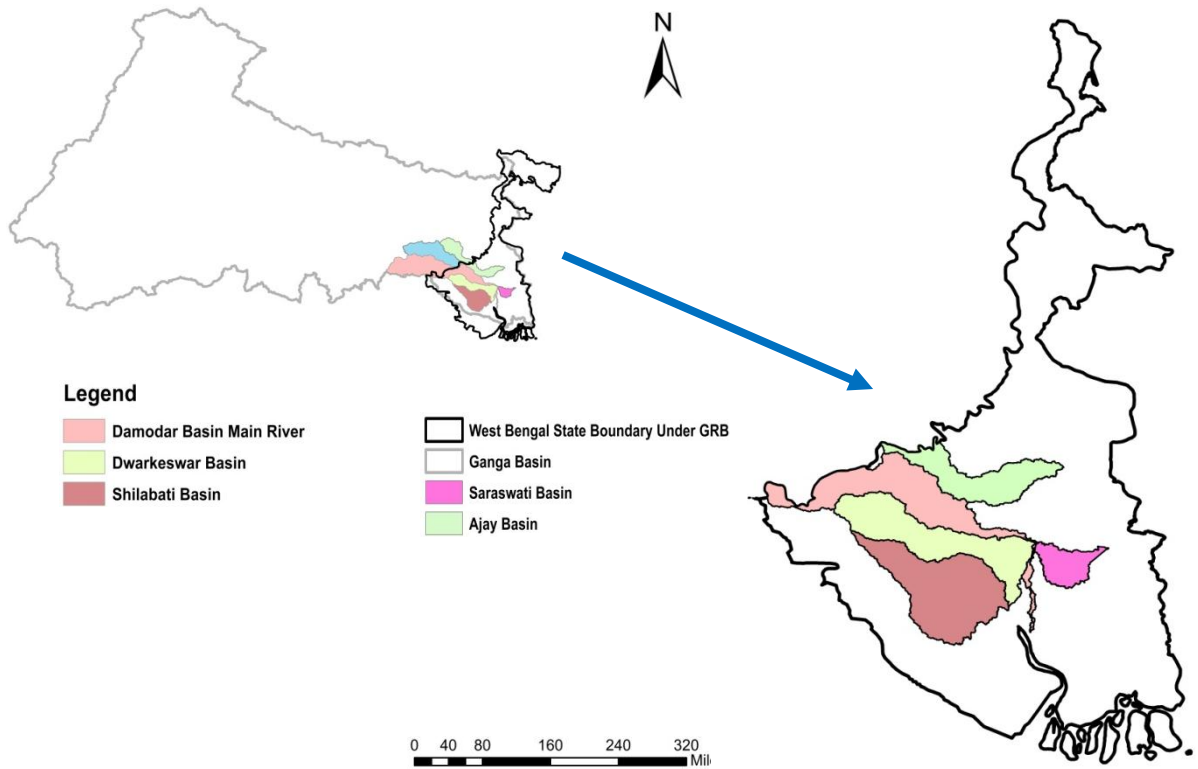 N
Legend
Damodar Basin Main River
Dwarkeswar Basin
Shilabati Basin
West Bengal State Boundary Under GRB
Ganga Basin
Saraswati Basin
Ajay Basin
0 40 80 160 240 320
Mil